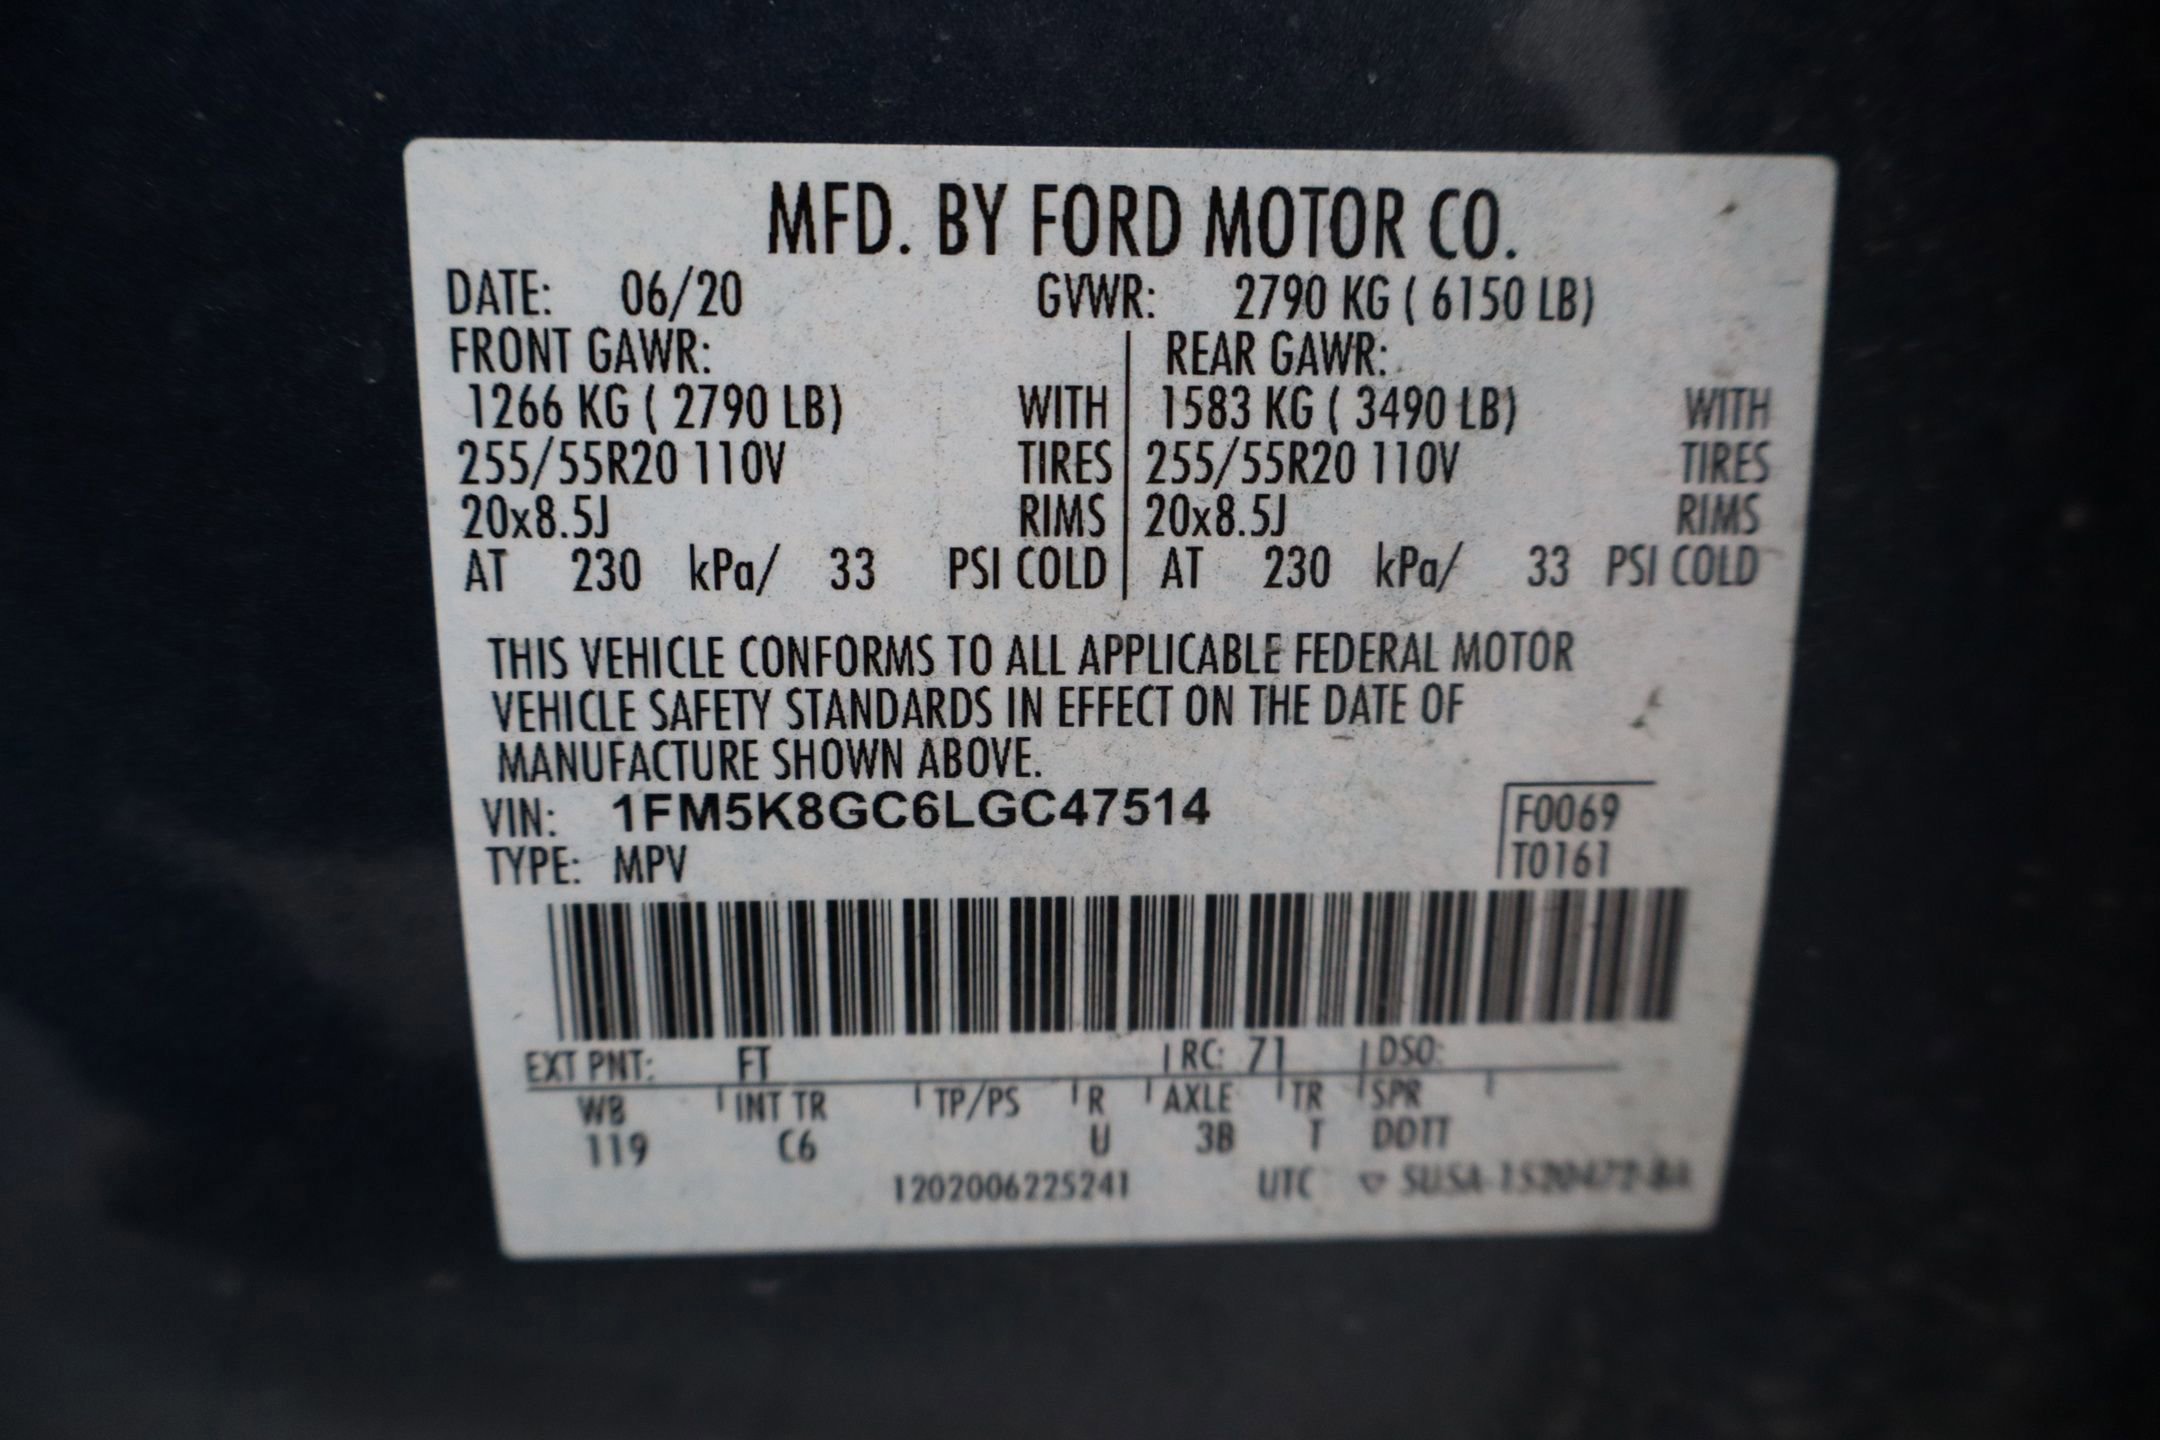 MFD. BY FORD MOTOR CO.
DATE: 06/20 GVWR: 2790 KG ( 6150 LB)
FRONT GAWR: REAR GAWR:
1266 KG ( 2790 LB) WITH 1583 KG ( 3490 LB) WITH
255/55R20 110V TIRES 255/55R20 110V TIRES
20x8.5J RIMS 20x8.5J RIMS
AT 230 kPa/ 33 PSI COLD AT 230 kPa/ 33 PSI COLD
THIS VEHICLE CONFORMS TO ALL APPLICABLE FEDERAL MOTOR
VEHICLE SAFETY STANDARDS IN EFFECT ON THE DATE OF
MANUFACTURE SHOWN ABOVE.
VIN: 1FM5K8GC6LGC47514 F0069
TYPE: MPV T0161
EXT PNT: FT RC: 71 DSO:
WB INT TR TP/PS R AXLE TR SPR
119 C6 U 3B T DDTT
1202006225241 UTC